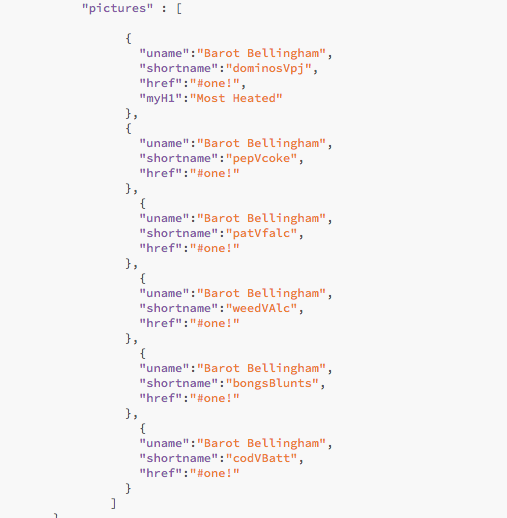 "pictures" : [
{
"uname":"Barot Bellingham",
"shortname":"dominosVpj",
"href":"#one!",
"myH1":"Most Heated"
},
{
"uname":"Barot Bellingham",
"shortname":"pepVcoke",
"href":"#one!"
},
{
"uname":"Barot Bellingham",
"shortname":"patVfalc",
"href":"#one!"
},
{
"uname":"Barot Bellingham",
"shortname":"weedVAlc",
"href":"#one!"
},
{
"uname":"Barot Bellingham",
"shortname":"bongsBlunts",
"href":"#one!"
},
{
"uname":"Barot Bellingham",
"shortname":"codVBatt",
"href":"#one!"
}
]
}